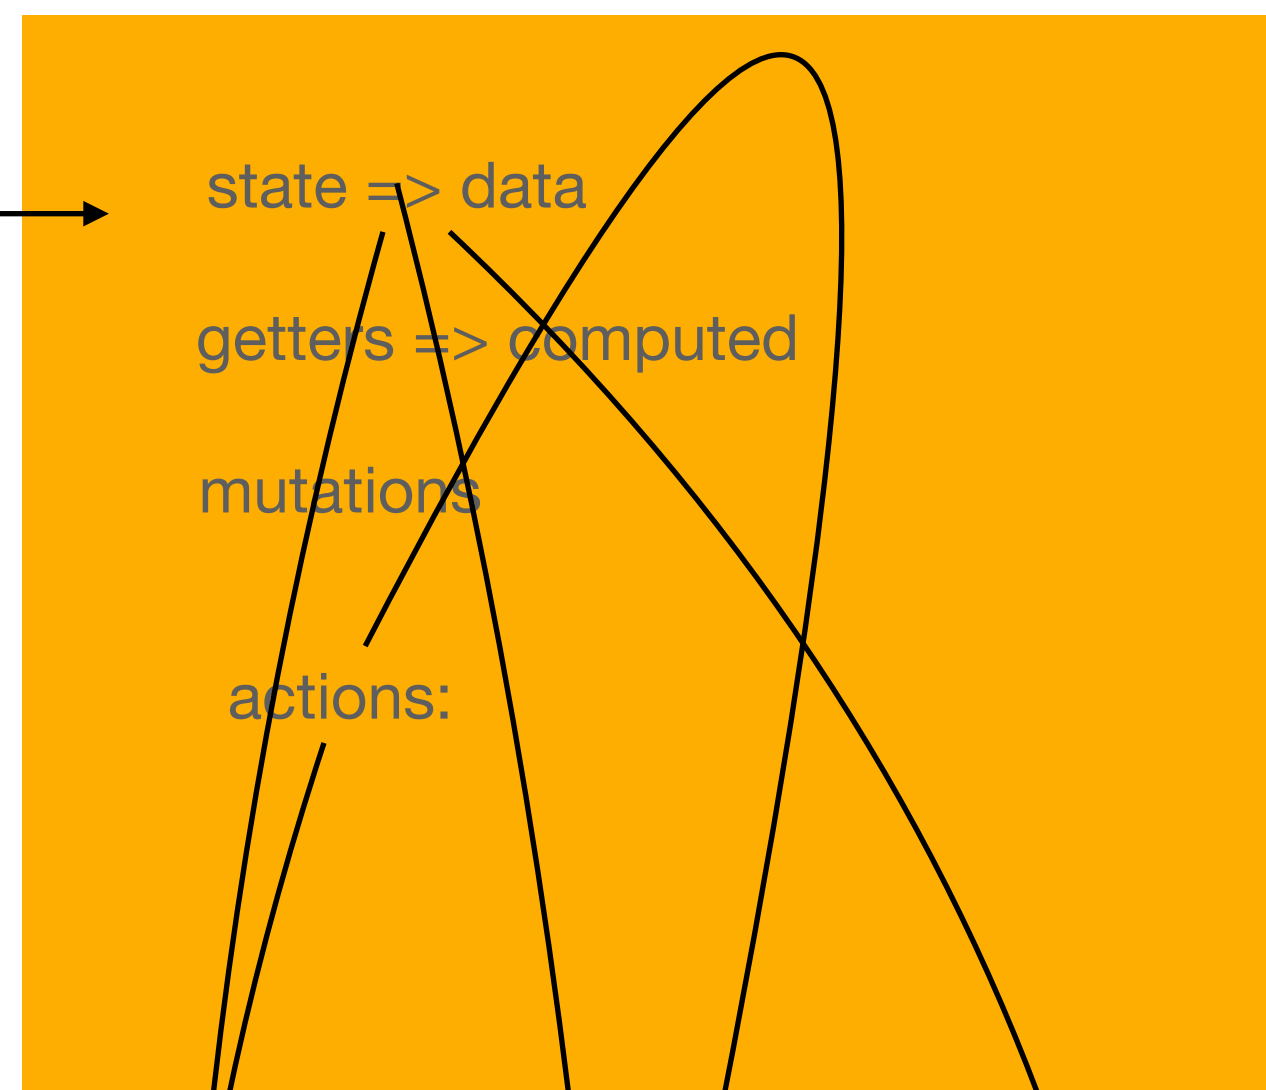 state => data
getters => computed
mutations
actions: